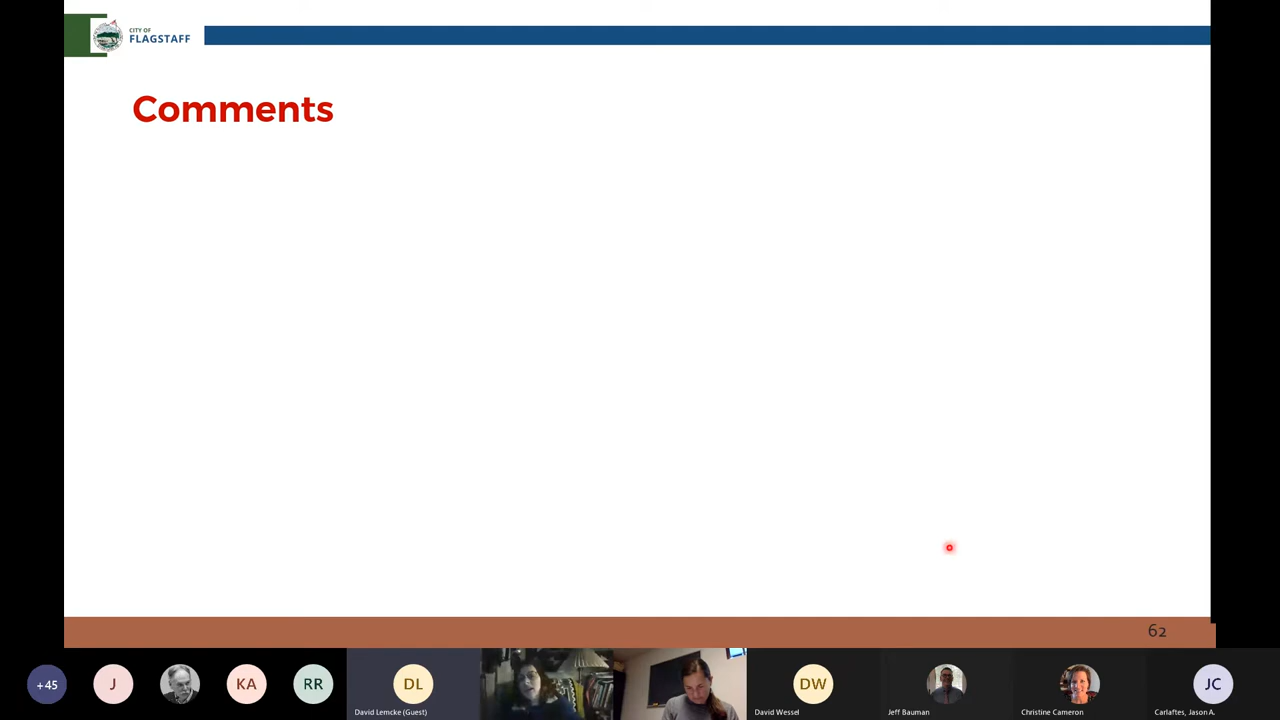 CITY OF
FLAGSTAFF
Comments
62
+45
J
KA
RR
DL
DW
JC
David Lemcke (Guest)
David Wessel
Jeff Bauman
Christine Cameron
Carlaftes, Jason A.